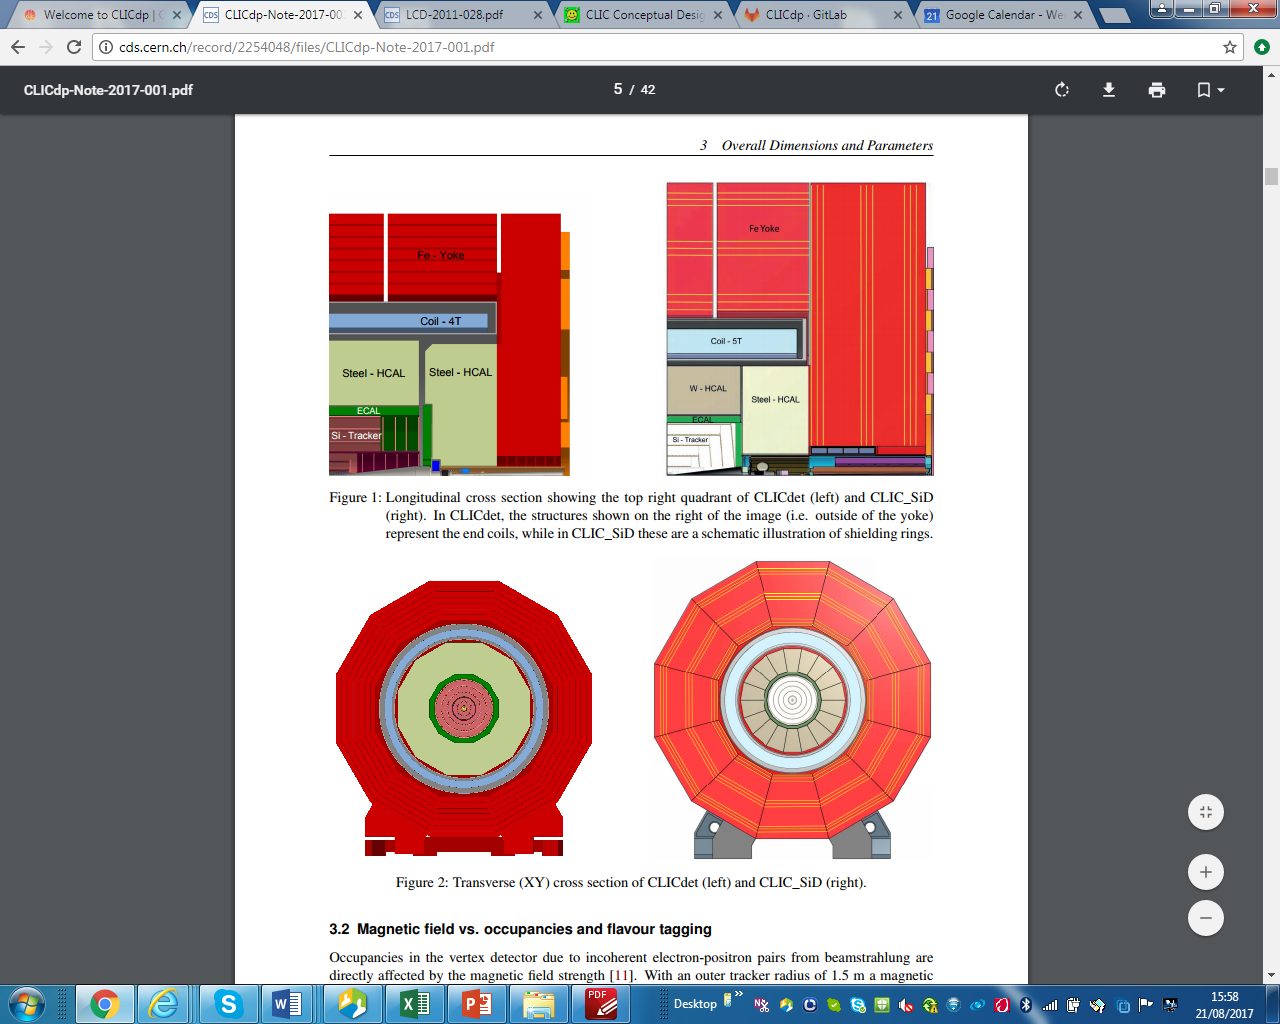 Welcome to CLICdp | C
CLICdp-Note-2017-00
LCD-2011-028.pdf
CLIC Conceptual Desig
CLICdp · GitLab
Google Calendar - We
cds.cern.ch/record/2254048/files/CLICdp-Note-2017-001.pdf
CLICdp-Note-2017-001.pdf
5 / 42
3 Overall Dimensions and Parameters
Fe - Yoke
Coil - 4T
Steel - HCAL
Steel - HCAL
ECAL
Si - Tracker
Fe Yoke
Coil - 5T
W - HCAL
Steel - HCAL
ECAL
Si - Tracker
Figure 1: Longitudinal cross section showing the top right quadrant of CLICdet (left) and CLIC_SiD
(right). In CLICdet, the structures shown on the right of the image (i.e. outside of the yoke)
represent the end coils, while in CLIC_SiD these are a schematic illustration of shielding rings.
Figure 2: Transverse (XY) cross section of CLICdet (left) and CLIC_SiD (right).
3.2 Magnetic field vs. occupancies and flavour tagging
Occupancies in the vertex detector due to incoherent electron-positron pairs from beamstrahlung are
directly affected by the magnetic field strength [11]. With an outer tracker radius of 1.5 m a magnetic
Desktop
15:58
21/08/2017